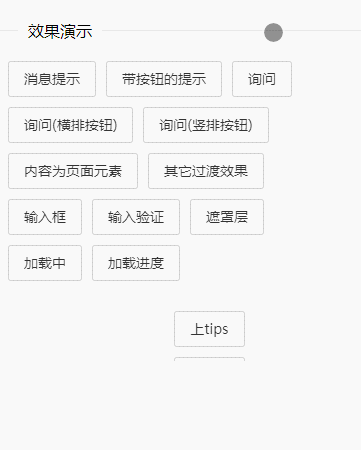 效果演示
消息提示 带按钮的提示 询问
询问(横排按钮) 询问(竖排按钮)
内容为页面元素 其它过渡效果
输入框 输入验证 遮罩层
加载中 加载进度
上tips